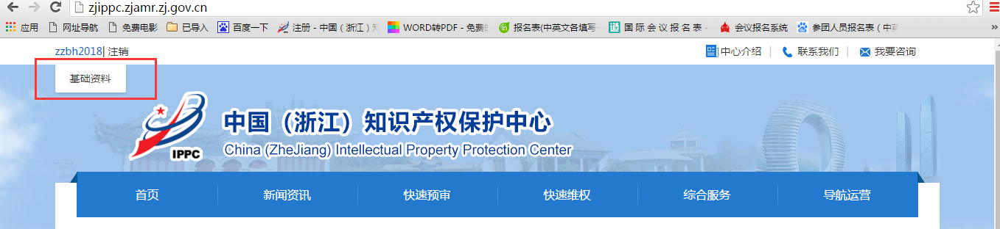 zjippc.zjamr.zj.gov.cn
应用 网址导航 免费电影 已导入 百度一下 注册 - 中国（浙江）知 WORD转PDF - 免费的 报名表(中英文各填写- 国 际 会 议 报 名 表 - 会议报名系统 参团人员报名表（中英 »
zzbh2018| 注销 中心介绍 | 联系我们 | 我要咨询
基础资料
中国（浙江）知识产权保护中心
IPPC China (ZheJiang) Intellectual Property Protection Center
首页 新闻资讯 快速预审 快速维权 综合服务 导航运营